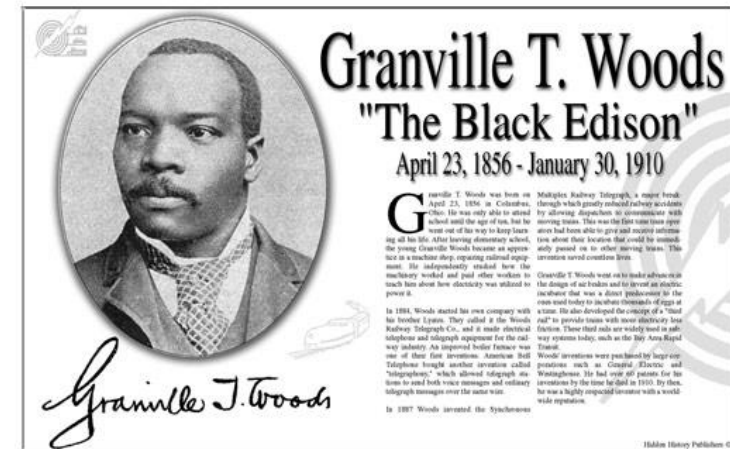 Granville T. Woods
"The Black Edison"
April 23, 1856 - January 30, 1910
Granville T. Woods was born on
April 23, 1856 in Columbus,
Ohio. He was only able to attend
school until the age of ten, but he
went out of his way to keep learn-
ing all his life. After leaving elementary school,
the young Granville Woods became an appren-
tice in a machine shop, repairing railroad equip-
ment. He independently studied how the
machinery worked and paid other workers to
teach him about how electricity was utilized to
power it.
In 1884, Woods started his own company with
his brother Lyates. They called it the Woods
Railway Telegraph Co., and it made electrical
telephone and telegraph equipment for the rail-
way industry. An improved boiler furnace was
one of their first inventions. American Bell
Telephone bought another invention called
"telegraphony," which allowed telegraph sta-
tions to send both voice messages and ordinary
telegraph messages over the same wire.
In 1887 Woods invented the Synchronous
Multiplex Railway Telegraph, a major break-
through which greatly reduced railway accidents
by allowing dispatchers to communicate with
moving trains. This was the first time train oper-
ators had been able to give and receive informa-
tion about their location that could be immedi-
ately passed on to other moving trains. This
invention saved countless lives.
Granville T. Woods went on to make advances in
the design of air brakes and to invent an electric
incubator that was a direct predecessor to the
ones used today to incubate thousands of eggs at
a time. He also developed the concept of a "third
rail" to provide trains with more electricity less
friction. These third rails are widely used in sub-
way systems today, such as the Bay Area Rapid
Transit.
Woods' inventions were purchased by large cor-
porations such as General Electric and
Westinghouse. He had over 60 patents for his
inventions by the time he died in 1910. By then,
he was a highly respected inventor with a world-
wide reputation.
Granville T. Woods
Hidden History Publishers ©